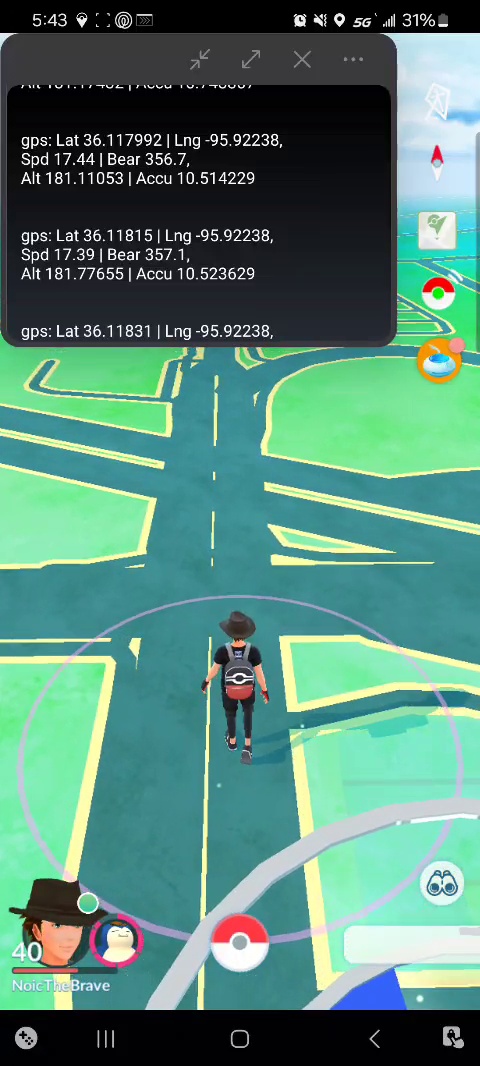 5:43
5G
31%
gps: Lat 36.117992 | Lng -95.92238,
Spd 17.44 | Bear 356.7,
Alt 181.11053 | Accu 10.514229
gps: Lat 36.11815 | Lng -95.92238,
Spd 17.39 | Bear 357.1,
Alt 181.77655 | Accu 10.523629
gps: Lat 36.11831 | Lng -95.92238,
40
NoicTheBrave